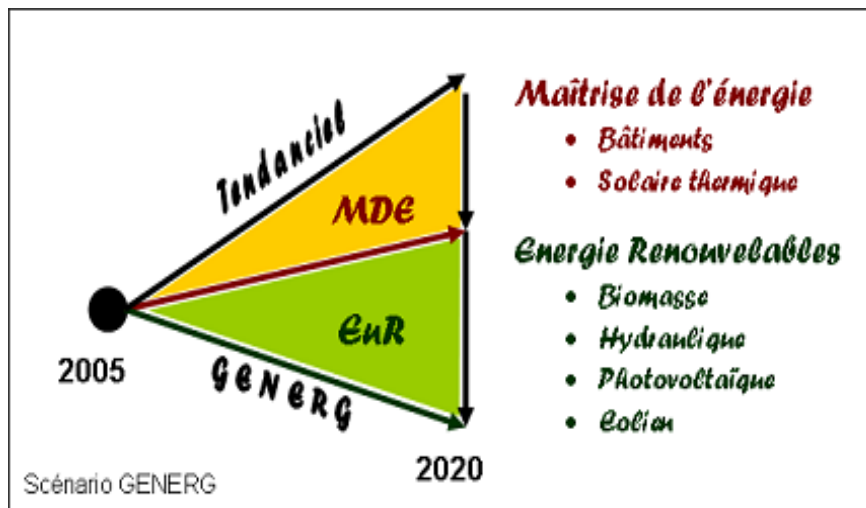 Tendanciel
MDE
EnR
GENERG
2005
2020
Scénario GENERG
Maîtrise de l'énergie
• Bâtiments
• Solaire thermique
Energie Renouvelables
• Biomasse
• Hydraulique
• Photovoltaïque
• Eolien